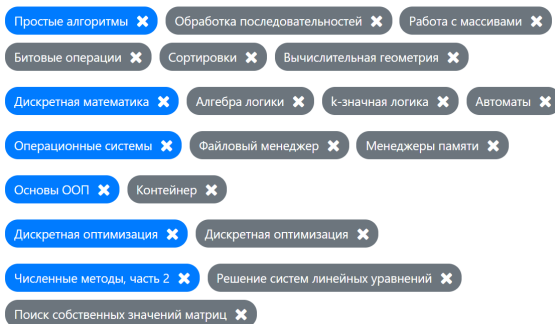 Простые алгоритмы ✖ Обработка последовательностей ✖ Работа с массивами ✖
Битовые операции ✖ Сортировки ✖ Вычислительная геометрия ✖
Дискретная математика ✖ Алгебра логики ✖ k-значная логика ✖ Автоматы ✖
Операционные системы ✖ Файловый менеджер ✖ Менеджеры памяти ✖
Основы ООП ✖ Контейнер ✖
Дискретная оптимизация ✖ Дискретная оптимизация ✖
Численные методы, часть 2 ✖ Решение систем линейных уравнений ✖
Поиск собственных значений матриц ✖